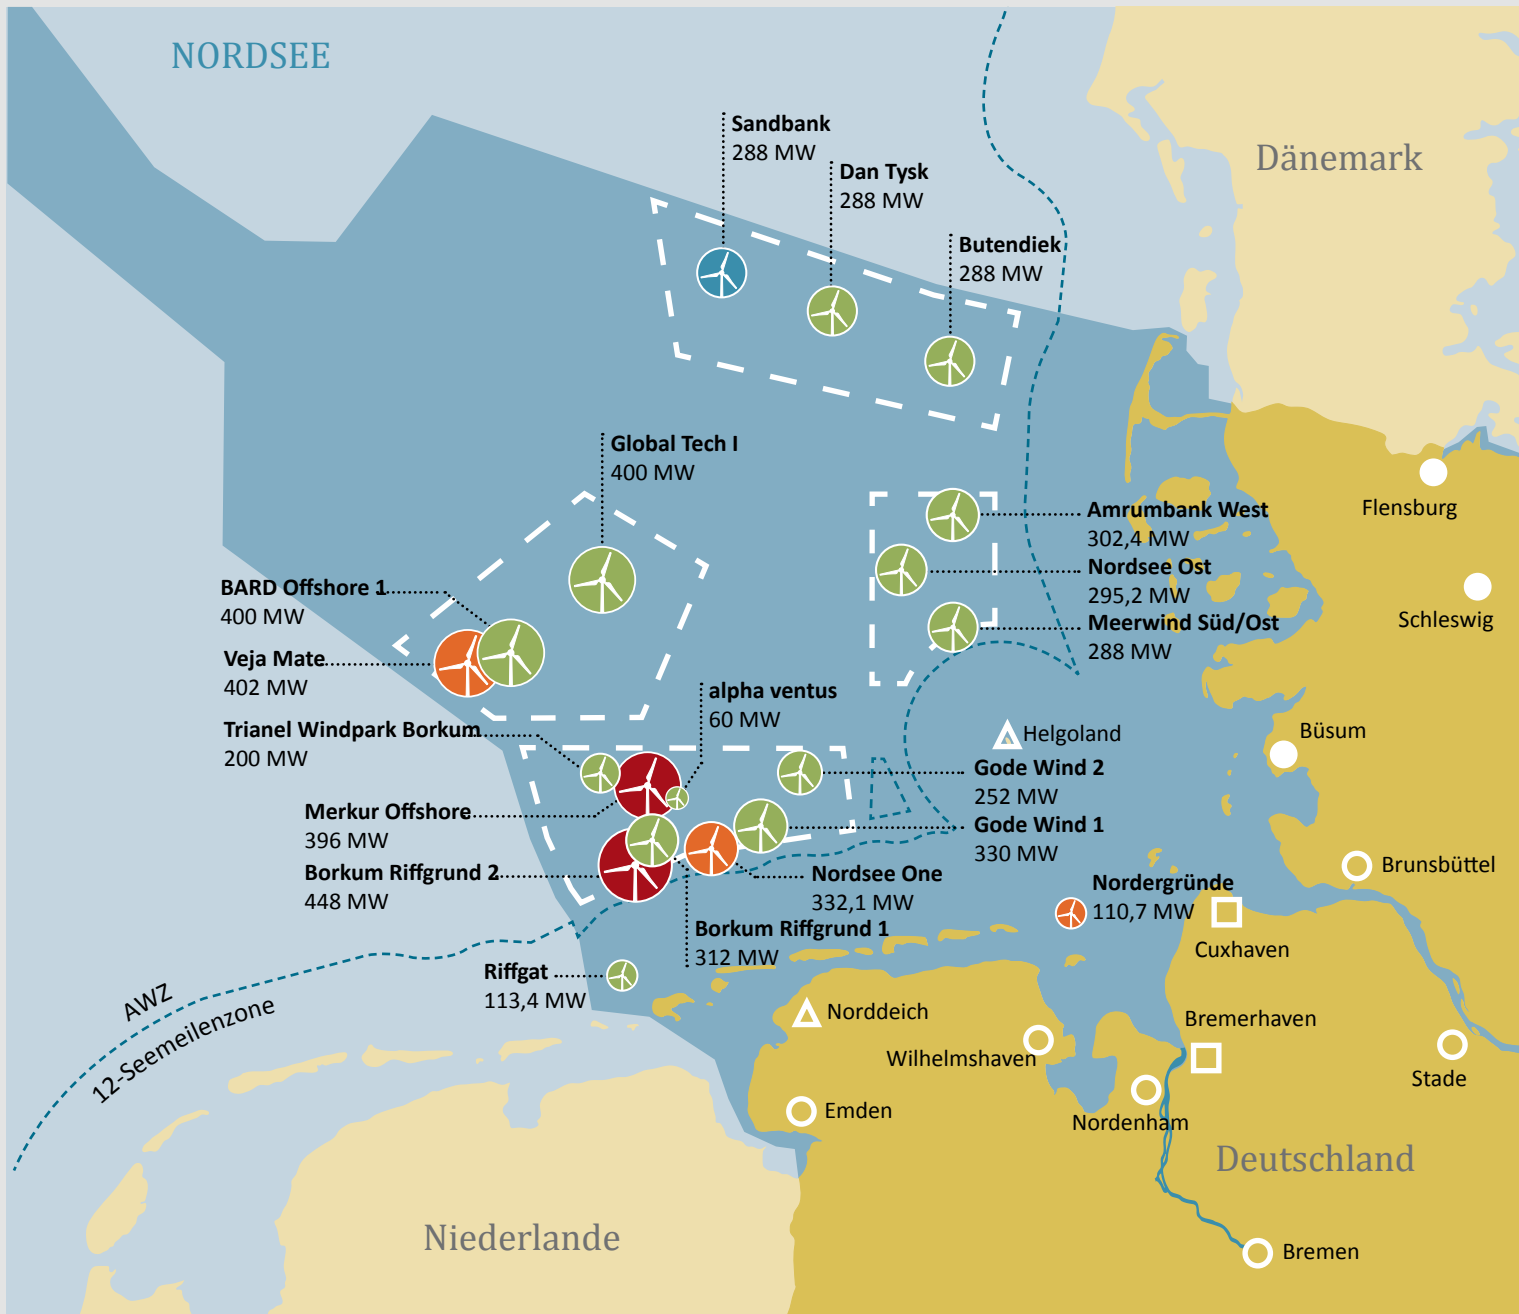 NORDSEE
Sandbank
288 MW
Dänemark
Dan Tysk
288 MW
Butendiek
288 MW
Global Tech I
400 MW
Flensburg
Amrumbank West
302,4 MW
Nordsee Ost
295,2 MW
BARD Offshore 1
400 MW
Schleswig
Meerwind Süd/Ost
288 MW
Veja Mate
402 MW
alpha ventus
60 MW
Trianel Windpark Borkum
200 MW
Helgoland
Büsum
Gode Wind 2
252 MW
Merkur Offshore
396 MW
Gode Wind 1
330 MW
Borkum Riffgrund 2
448 MW
Nordsee One
332,1 MW
Brunsbüttel
Nordergründe
110,7 MW
Borkum Riffgrund 1
312 MW
Cuxhaven
Riffgat
113,4 MW
AWZ
12-Seemeilenzone
Norddeich
Bremerhaven
Wilhelmshaven
Stade
Emden
Nordenham
Deutschland
Niederlande
Bremen